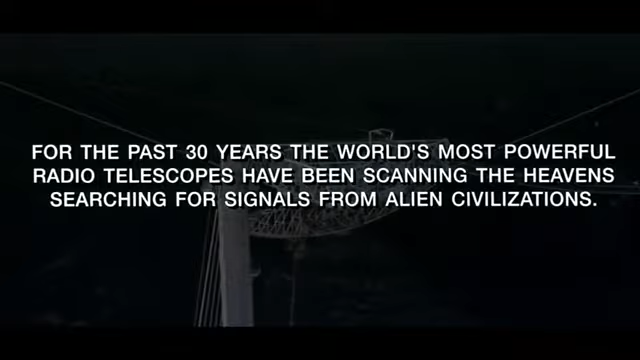 FOR THE PAST 30 YEARS THE WORLD'S MOST POWERFUL
RADIO TELESCOPES HAVE BEEN SCANNING THE HEAVENS
SEARCHING FOR SIGNALS FROM ALIEN CIVILIZATIONS.